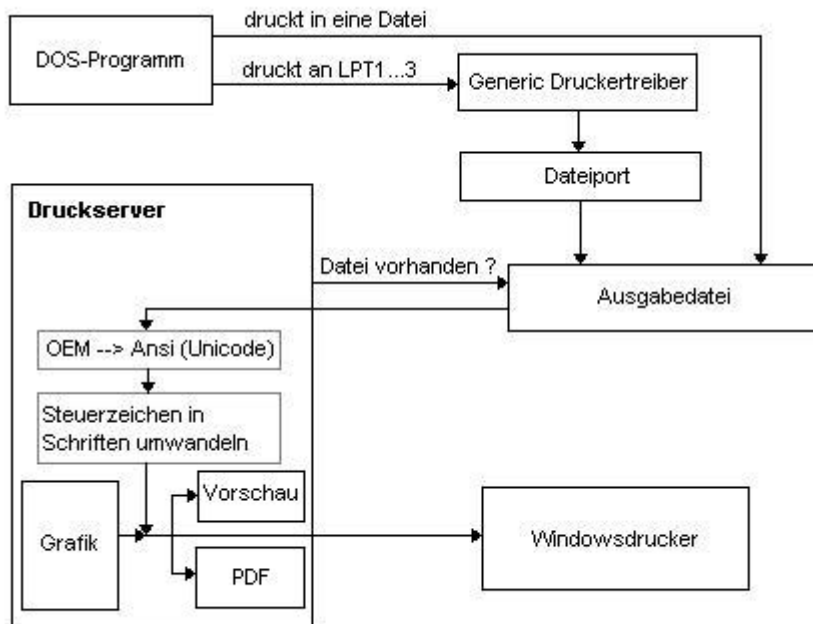 druckt in eine Datei
DOS-Programm
druckt an LPT1...3
Generic Druckertreiber
Dateiport
Druckserver
Datei vorhanden ?
Ausgabedatei
OEM --> Ansi (Unicode)
Steuerzeichen in
Schriften umwandeln
Vorschau
Grafik
Windowsdrucker
PDF